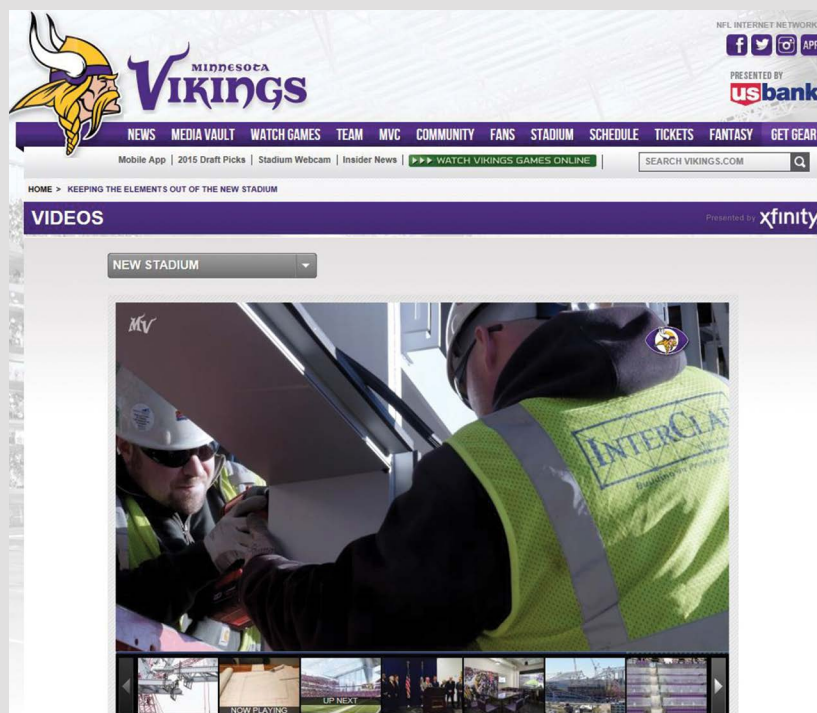 NFL INTERNET NETWORK
MINNESOTA
VIKINGS
PRESENTED BY
usbank
NEWS MEDIA VAULT WATCH GAMES TEAM MVC COMMUNITY FANS STADIUM SCHEDULE TICKETS FANTASY GET GEAR
Mobile App | 2015 Draft Picks | Stadium Webcam | Insider News | WATCH VIKINGS GAMES ONLINE |
SEARCH VIKINGS.COM
HOME > KEEPING THE ELEMENTS OUT OF THE NEW STADIUM
VIDEOS
Presented by xfinity
NEW STADIUM
MV
NOW PLAYING
UP NEXT